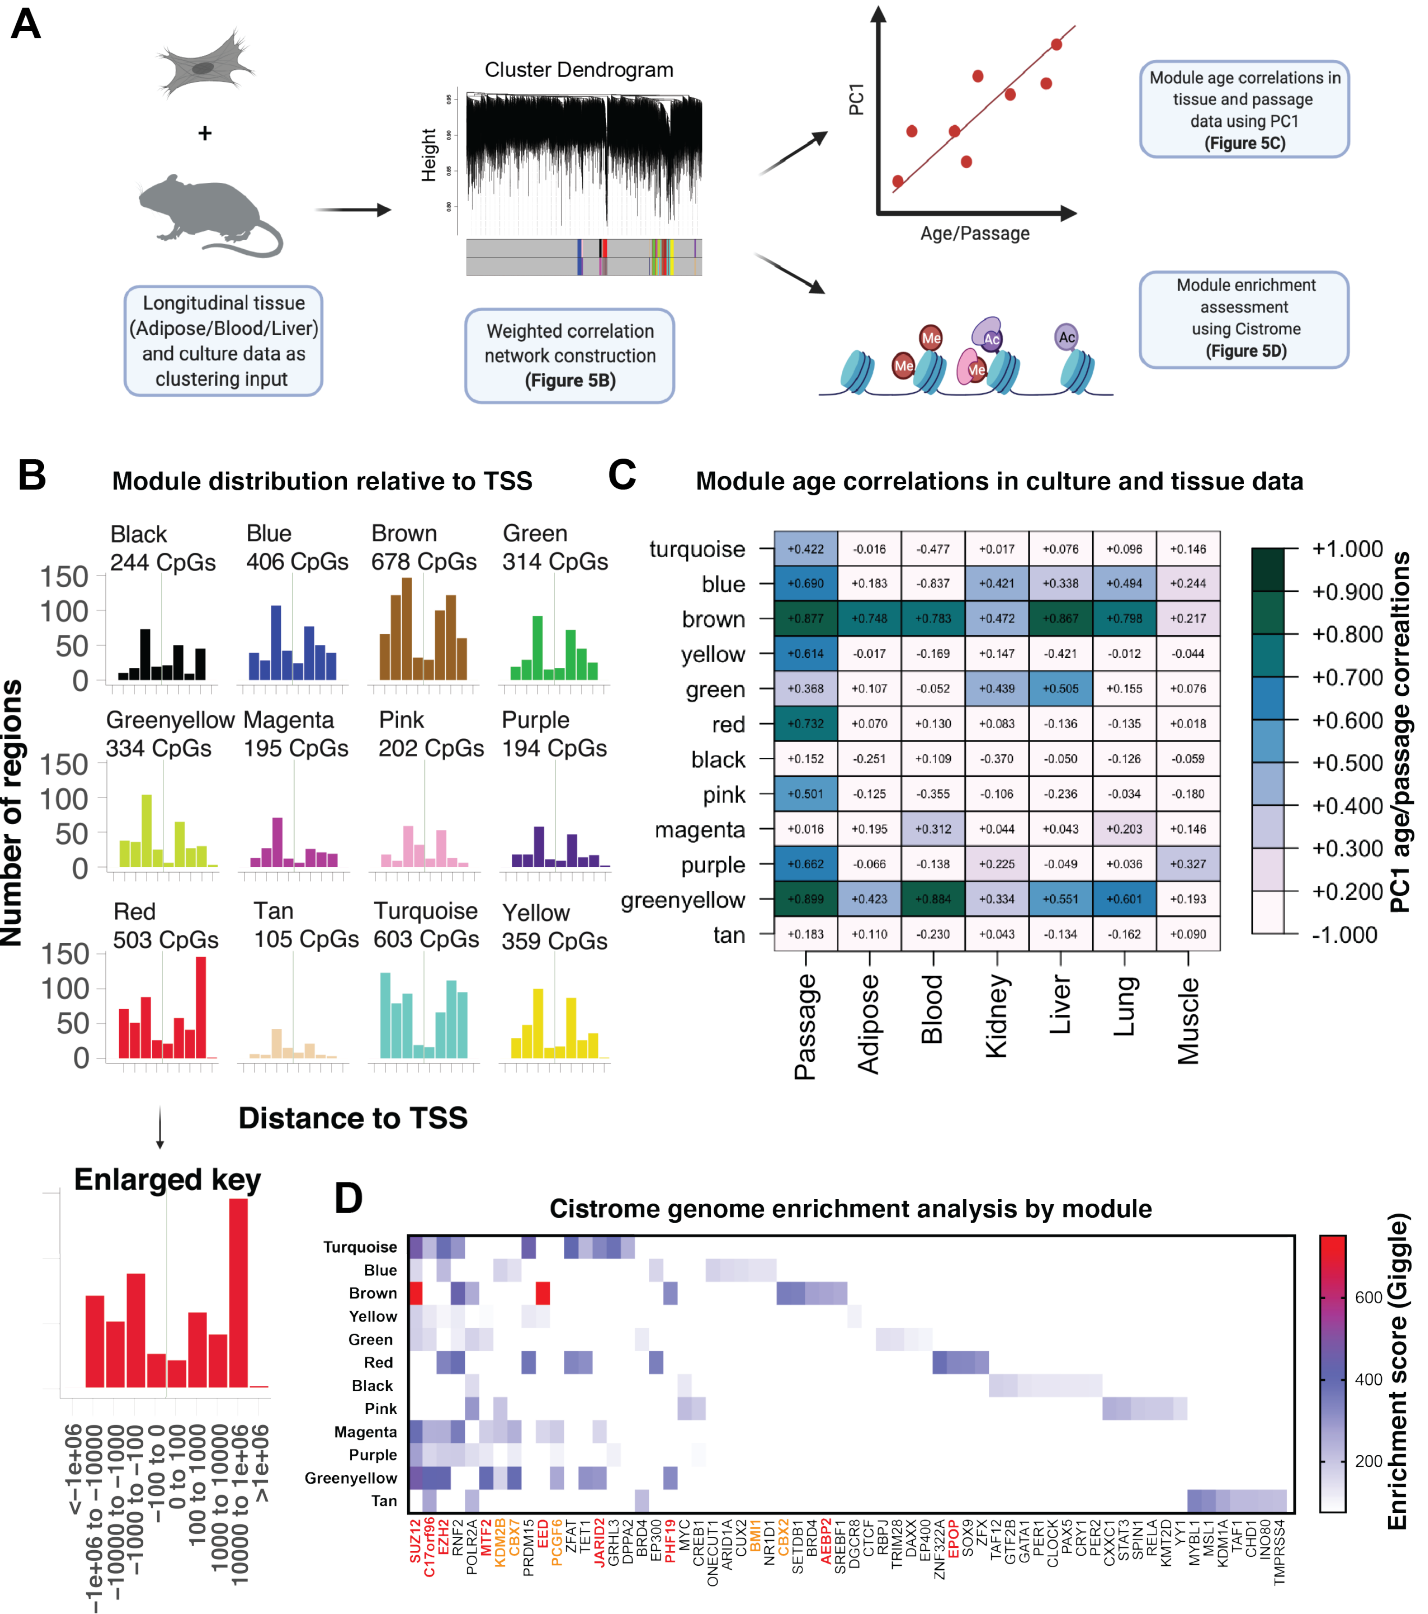 A
+
Longitudinal tissue
(Adipose/Blood/Liver)
and culture data as
clustering input
Cluster Dendrogram
Height
0.95
0.90
0.85
0.80
Weighted correlation
network construction
(Figure 5B)
PC1
Age/Passage
Module age correlations in
tissue and passage
data using PC1
(Figure 5C)
Me
Me
Ac
Me
Ac
Module enrichment
assessment
using Cistrome
(Figure 5D)
B
Module distribution relative to TSS
Number of regions
Black
244 CpGs
Blue
406 CpGs
Brown
678 CpGs
Green
314 CpGs
150
100
50
0
Greenyellow
334 CpGs
Magenta
195 CpGs
Pink
202 CpGs
Purple
194 CpGs
150
100
50
0
Red
503 CpGs
Tan
105 CpGs
Turquoise
603 CpGs
Yellow
359 CpGs
150
100
50
0
Distance to TSS
Enlarged key
<−1e+06
−1e+06 to −10000
−10000 to −1000
−1000 to −100
−100 to 0
0 to 100
100 to 1000
1000 to 10000
10000 to 1e+06
>1e+06
C
Module age correlations in culture and tissue data
turquoise +0.422 -0.016 -0.477 +0.017 +0.076 +0.096 +0.146
blue +0.690 +0.183 -0.837 +0.421 +0.338 +0.494 +0.244
brown +0.877 +0.748 +0.783 +0.472 +0.867 +0.798 +0.217
yellow +0.614 -0.017 -0.169 +0.147 -0.421 -0.012 -0.044
green +0.368 +0.107 -0.052 +0.439 +0.505 +0.155 +0.076
red +0.732 +0.070 +0.130 +0.083 -0.136 -0.135 +0.018
black +0.152 -0.251 +0.109 -0.370 -0.050 -0.126 -0.059
pink +0.501 -0.125 -0.355 -0.106 -0.236 -0.034 -0.180
magenta +0.016 +0.195 +0.312 +0.044 +0.043 +0.203 +0.146
purple +0.662 -0.066 -0.138 +0.225 -0.049 +0.036 +0.327
greenyellow +0.899 +0.423 +0.884 +0.334 +0.551 +0.601 +0.193
tan +0.183 +0.110 -0.230 +0.043 -0.134 -0.162 +0.090
Passage
Adipose
Blood
Kidney
Liver
Lung
Muscle
+1.000
+0.900
+0.800
+0.700
+0.600
+0.500
+0.400
+0.300
+0.200
-1.000
PC1 age/passage correaltions
D
Cistrome genome enrichment analysis by module
Turquoise
Blue
Brown
Yellow
Green
Red
Black
Pink
Magenta
Purple
Greenyellow
Tan
SUZ12
C17orf96
EZH2
RNF2
POLR2A
MTF2
KDM2B
CBX7
PRDM15
EED
PCGF6
ZFAT
TET1
JARID2
GRHL3
DPPA2
BRD4
EP300
PHF19
MYC
CREB1
ONECUT1
ARID1A
CUX2
BMI1
NR1D1
CBX2
SETDB1
BRD4
AEBP2
SREBF1
DGCR8
CTCF
RBPJ
TRIM28
DAXX
EP400
ZNF322A
EPOP
SOX9
ZFX
TAF12
GTF2B
GATA1
PER1
CLOCK
PAX5
CRY1
PER2
CXXC1
STAT3
SPIN1
RELA
KMT2D
YY1
MYBL1
MSL1
KDM1A
TAF1
CHD1
INO80
TMPRSS4
600
400
200
Enrichment score (Giggle)